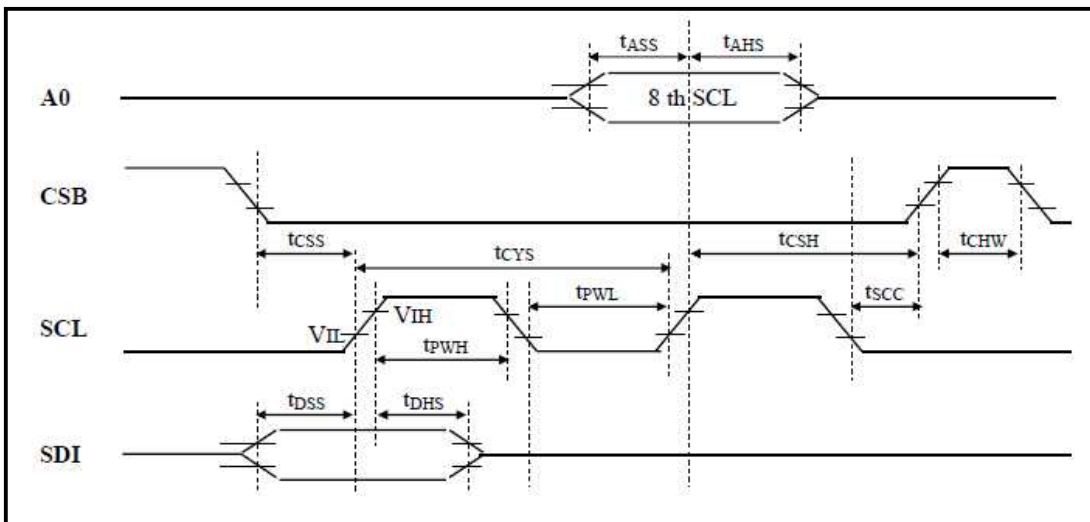 tASS tAHS
A0 8 th SCL
CSB
tCSS tCYS tCSH tCHW
tPWL tSCC
SCL VIL VIH
tPWH
tDSS tDHS
SDI